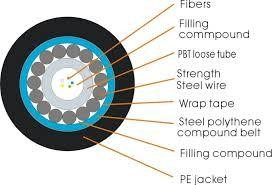 Fibers
Filling
commpound
PBT loose tube
Strength
Steel wire
Wrap tape
Steel polythene
compound belt
Filling compound
PE jacket